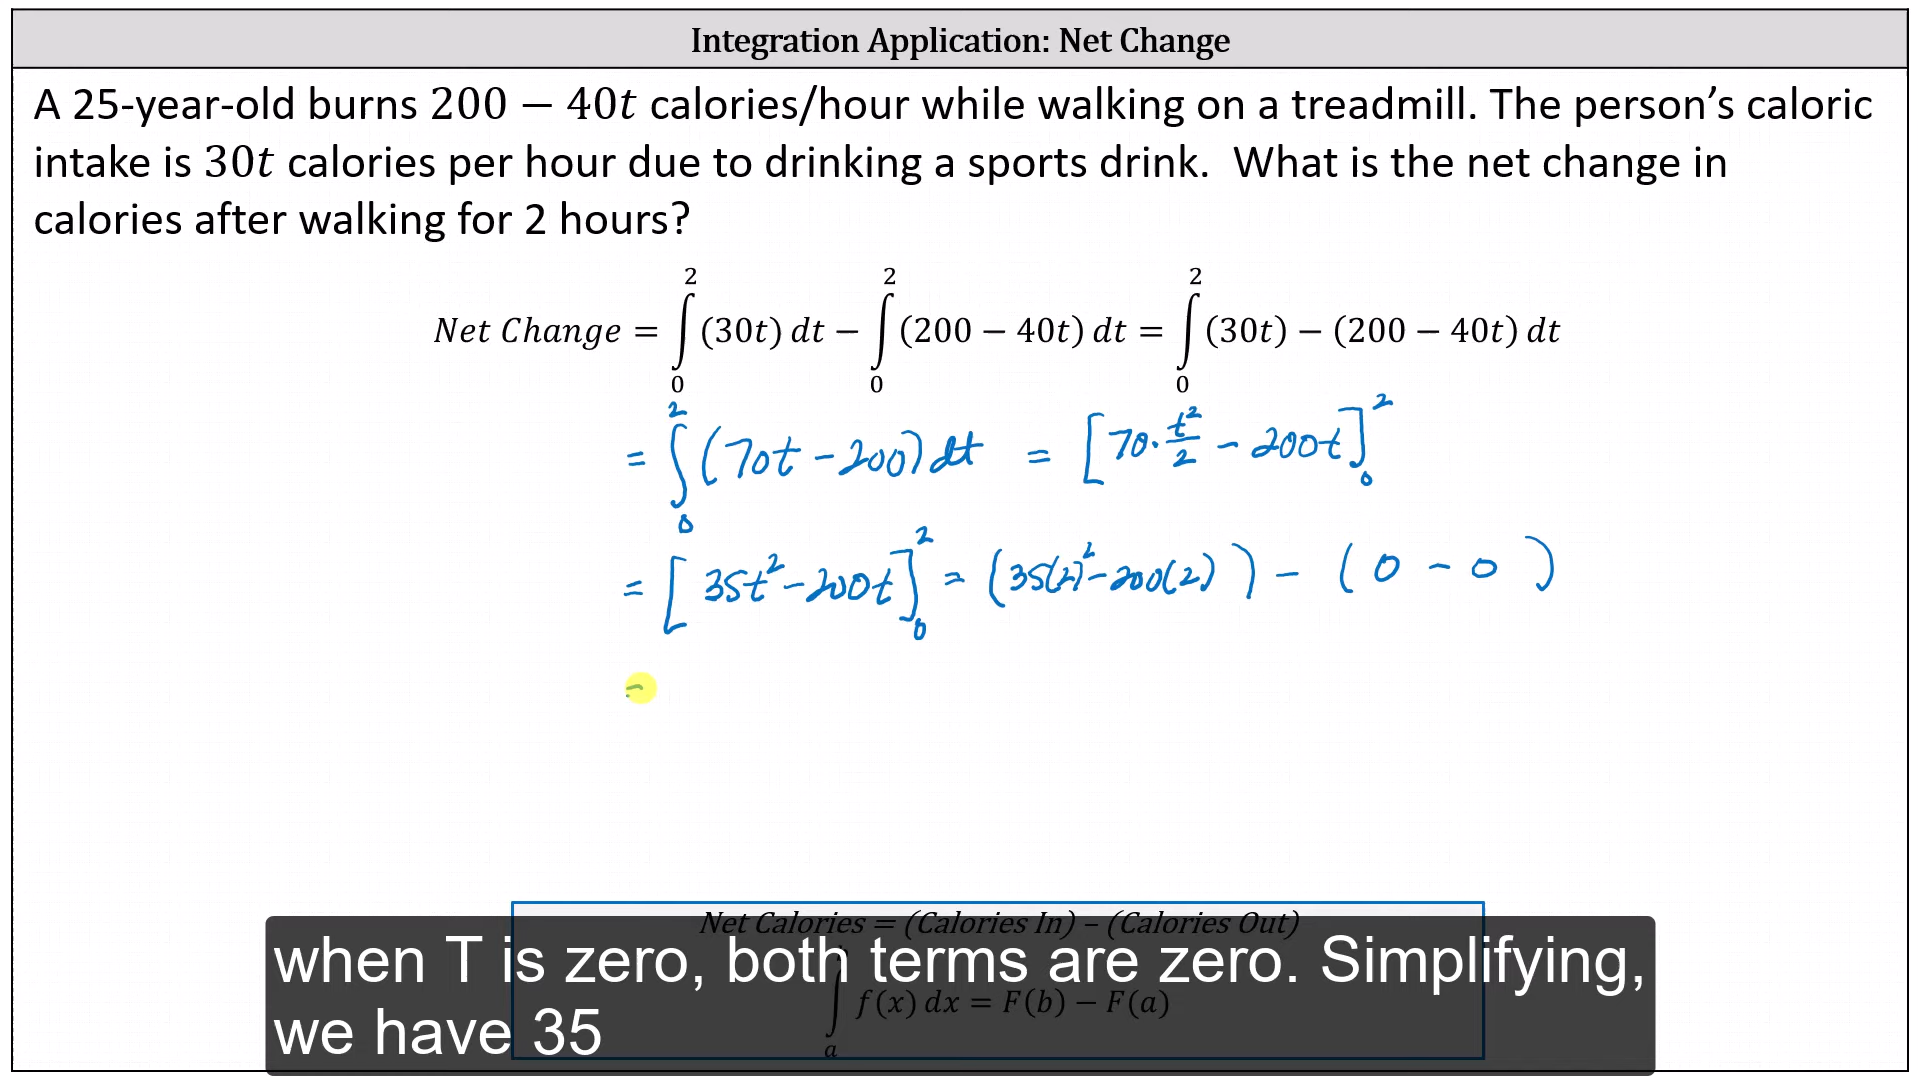 Integration Application: Net Change
A 25-year-old burns 200 − 40t calories/hour while walking on a treadmill. The person’s caloric
intake is 30t calories per hour due to drinking a sports drink. What is the net change in
calories after walking for 2 hours?
Net Change = ∫₀² (30t) dt − ∫₀² (200 − 40t) dt = ∫₀² (30t) − (200 − 40t) dt
= ∫₀² (70t − 200) dt = [70 · t²/2 − 200t]₀²
= [35t² − 200t]₀² = (35(2)² − 200(2)) − (0 − 0)
=
Net Calories = (Calories In) – (Calories Out)
∫ₐᵇ f(x) dx = F(b) − F(a)
when T is zero, both terms are zero. Simplifying,
we have 35